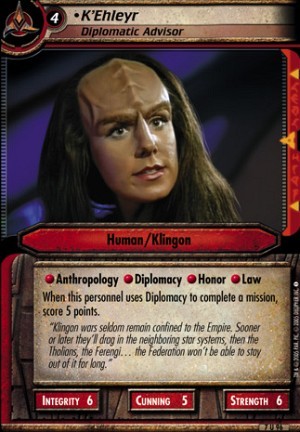 4
•K'Ehleyr
Diplomatic Advisor
Human/Klingon
Anthropology Diplomacy Honor Law
When this personnel uses Diplomacy to complete a mission,
score 5 points.
"Klingon wars seldom remain confined to the Empire. Sooner
or later they'll drag in the neighboring star systems, then
the Tholians, the Ferengi... the Federation won't be able to stay
out of it for long."
INTEGRITY 6
CUNNING 5
STRENGTH 6